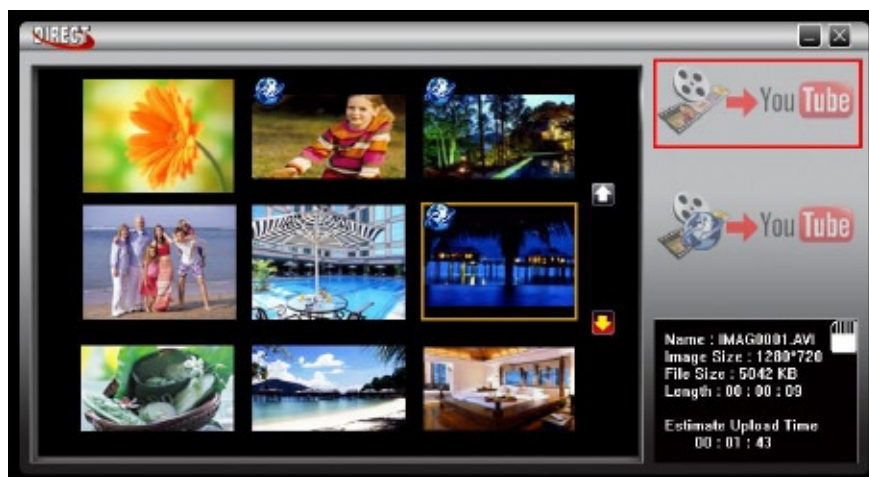 DIRECT
You Tube
You Tube
Name : IMAG0001.AVI
Image Size : 1280*720
File Size : 5042 KB
Length : 00 : 00 : 09
Estimate Upload Time
00 : 01 : 43